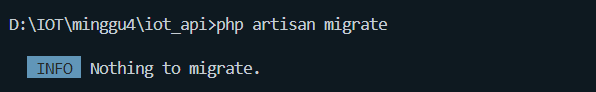 D:\IOT\minggu4\iot_api>php artisan migrate
INFO Nothing to migrate.